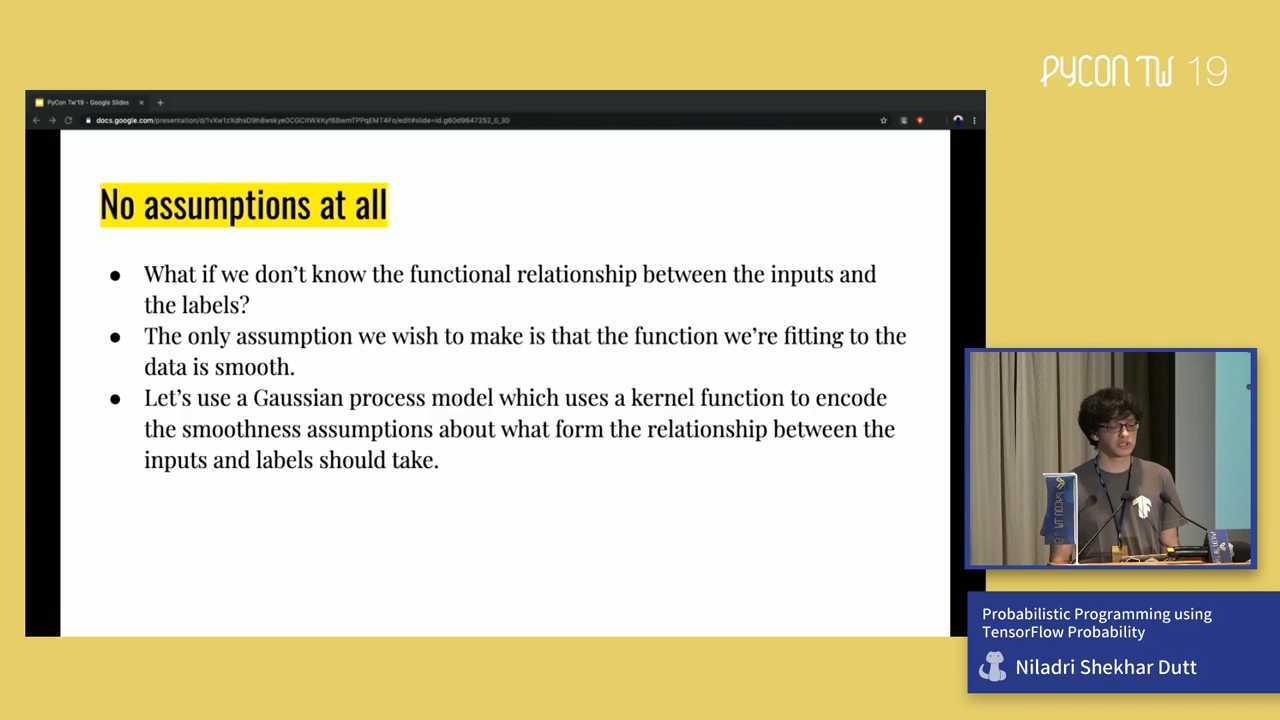 PYCON TW 19
PyCon Tw'19 - Google Slides
No assumptions at all
● What if we don't know the functional relationship between the inputs and
the labels?
● The only assumption we wish to make is that the function we're fitting to the
data is smooth.
● Let's use a Gaussian process model which uses a kernel function to encode
the smoothness assumptions about what form the relationship between the
inputs and labels should take.
Probabilistic Programming using
TensorFlow Probability
Niladri Shekhar Dutt